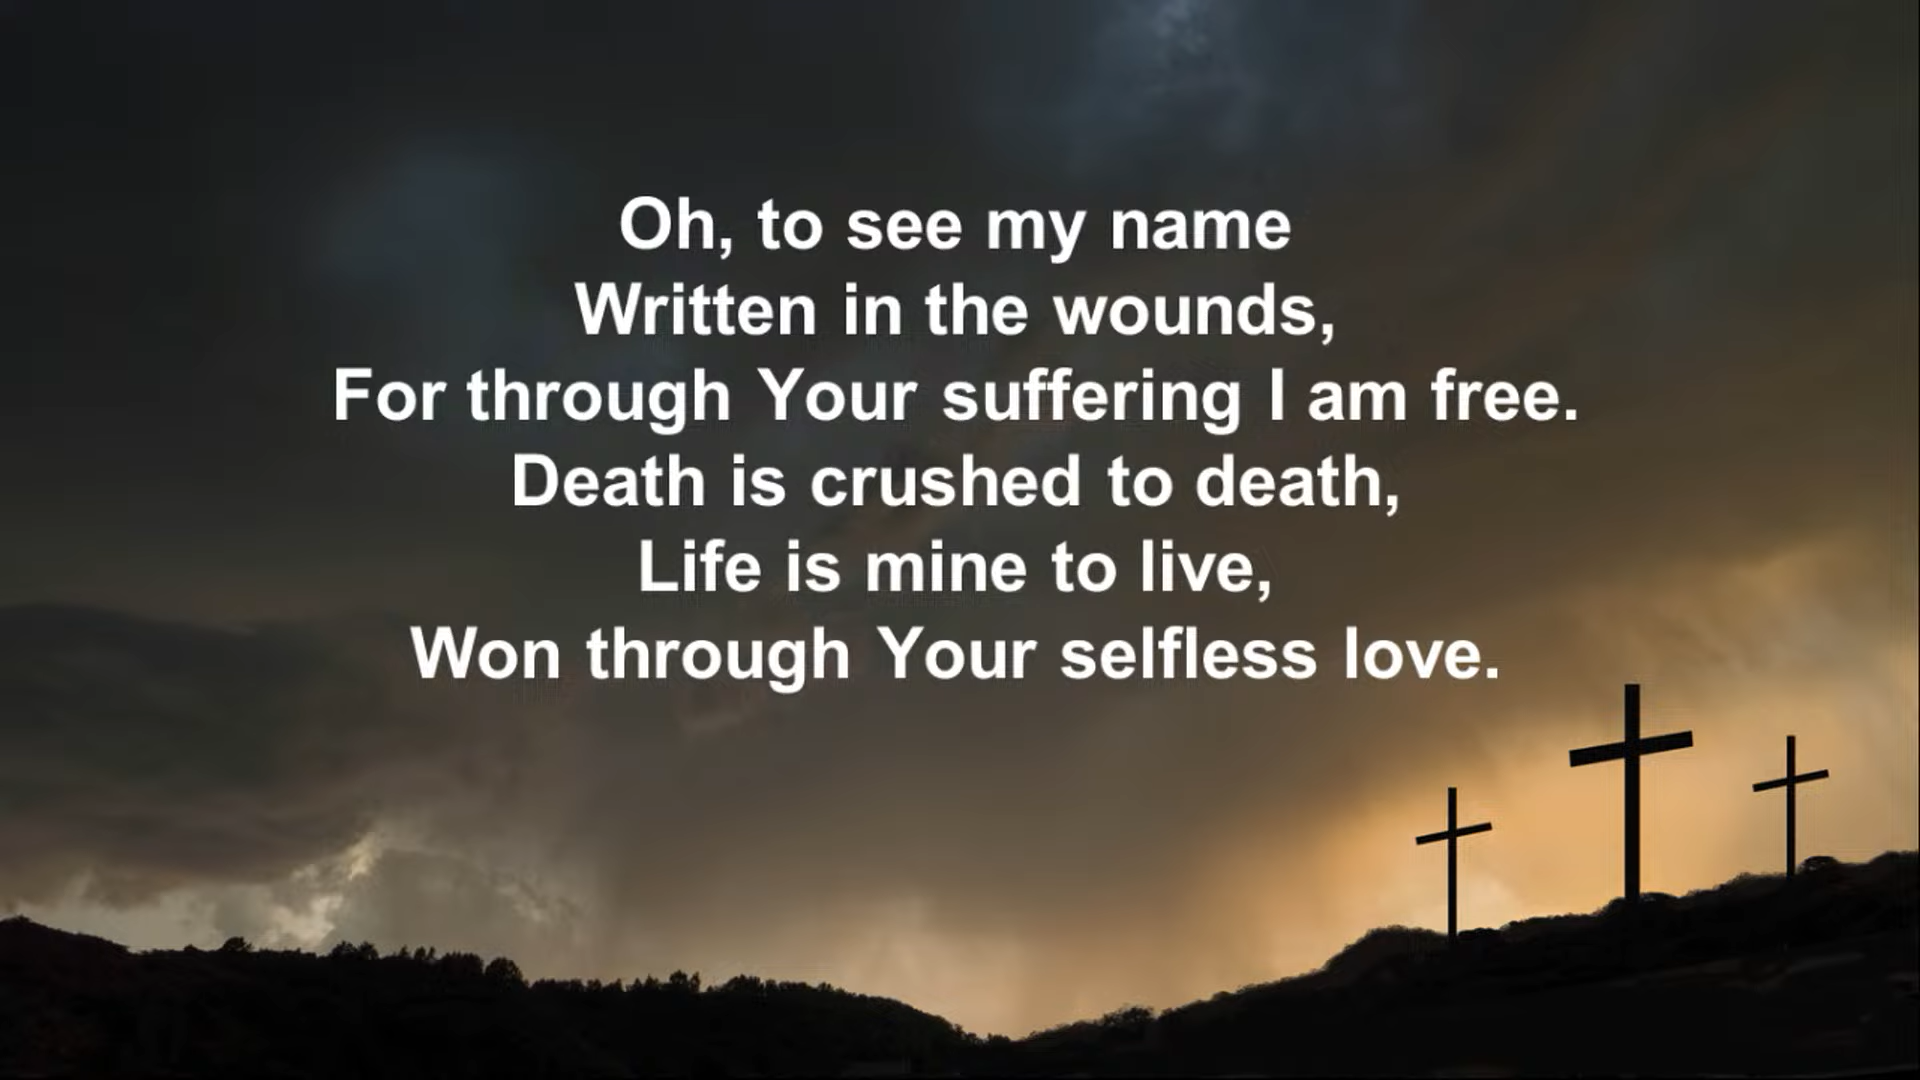 Oh, to see my name
Written in the wounds,
For through Your suffering I am free.
Death is crushed to death,
Life is mine to live,
Won through Your selfless love.